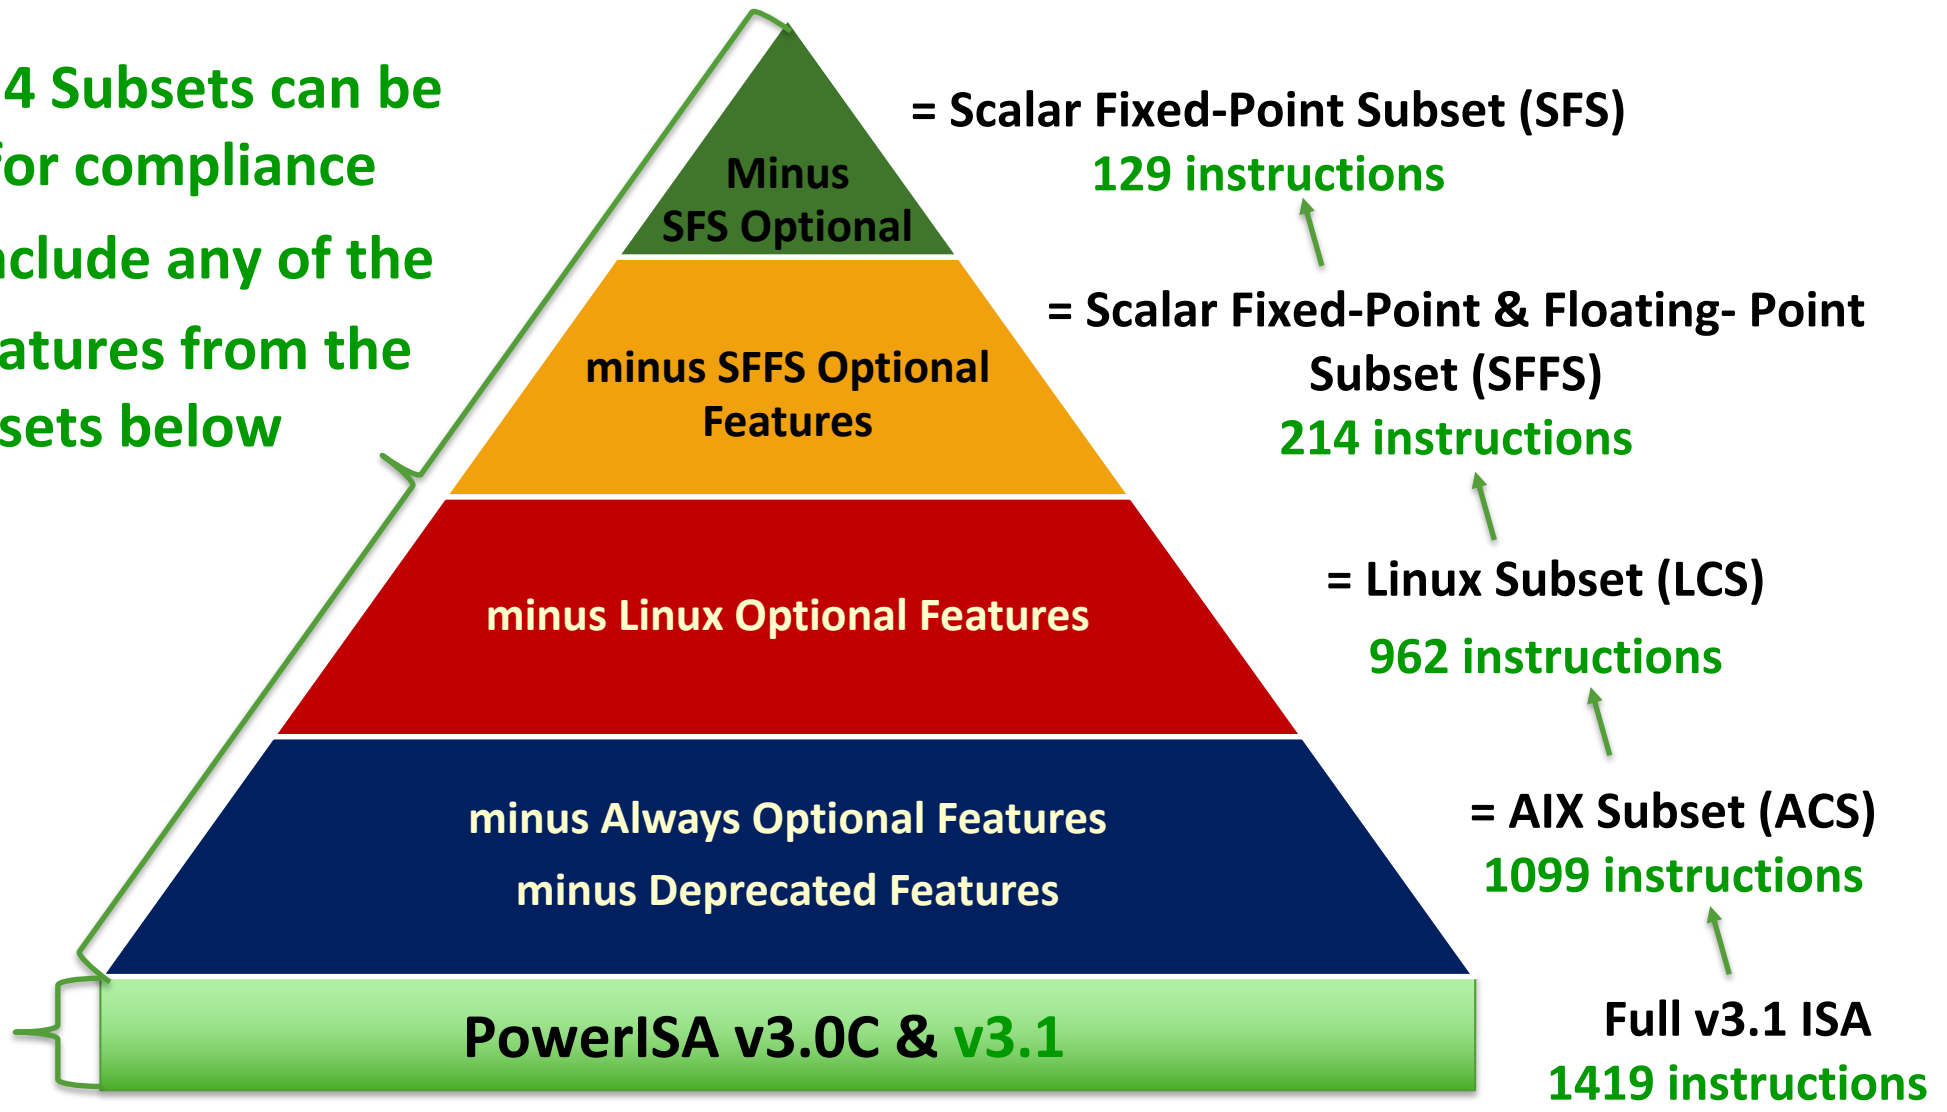 4 Subsets can be
for compliance
include any of the
features from the
sets below
Minus
SFS Optional
minus SFFS Optional
Features
minus Linux Optional Features
minus Always Optional Features
minus Deprecated Features
PowerISA v3.0C & v3.1
= Scalar Fixed-Point Subset (SFS)
129 instructions
= Scalar Fixed-Point & Floating- Point
Subset (SFFS)
214 instructions
= Linux Subset (LCS)
962 instructions
= AIX Subset (ACS)
1099 instructions
Full v3.1 ISA
1419 instructions